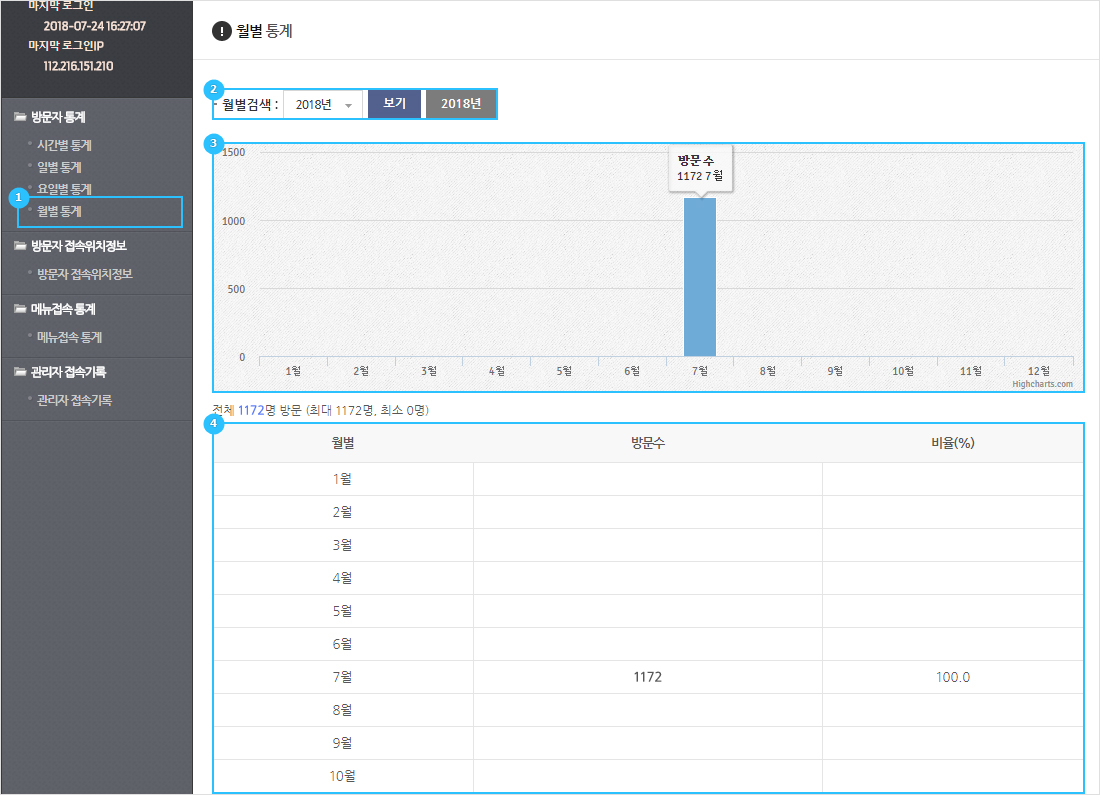 마지막 로그인
2018-07-24 16:27:07
마지막 로그인IP
112.216.151.210
방문자 통계
시간별 통계
일별 통계
요일별 통계
1
월별 통계
방문자 접속위치정보
방문자 접속위치정보
메뉴접속 통계
메뉴접속 통계
관리자 접속기록
관리자 접속기록
! 월별 통계
2
- 월별검색 : 2018년 보기 2018년
3
1500
1000
500
0
방문 수
1172 7 월
1월 2월 3월 4월 5월 6월 7월 8월 9월 10월 11월 12월
Highcharts.com
전체 1172명 방문 (최대 1172명, 최소 0명)
4
월별 방문수 비율(%)
1월
2월
3월
4월
5월
6월
7월 1172 100.0
8월
9월
10월